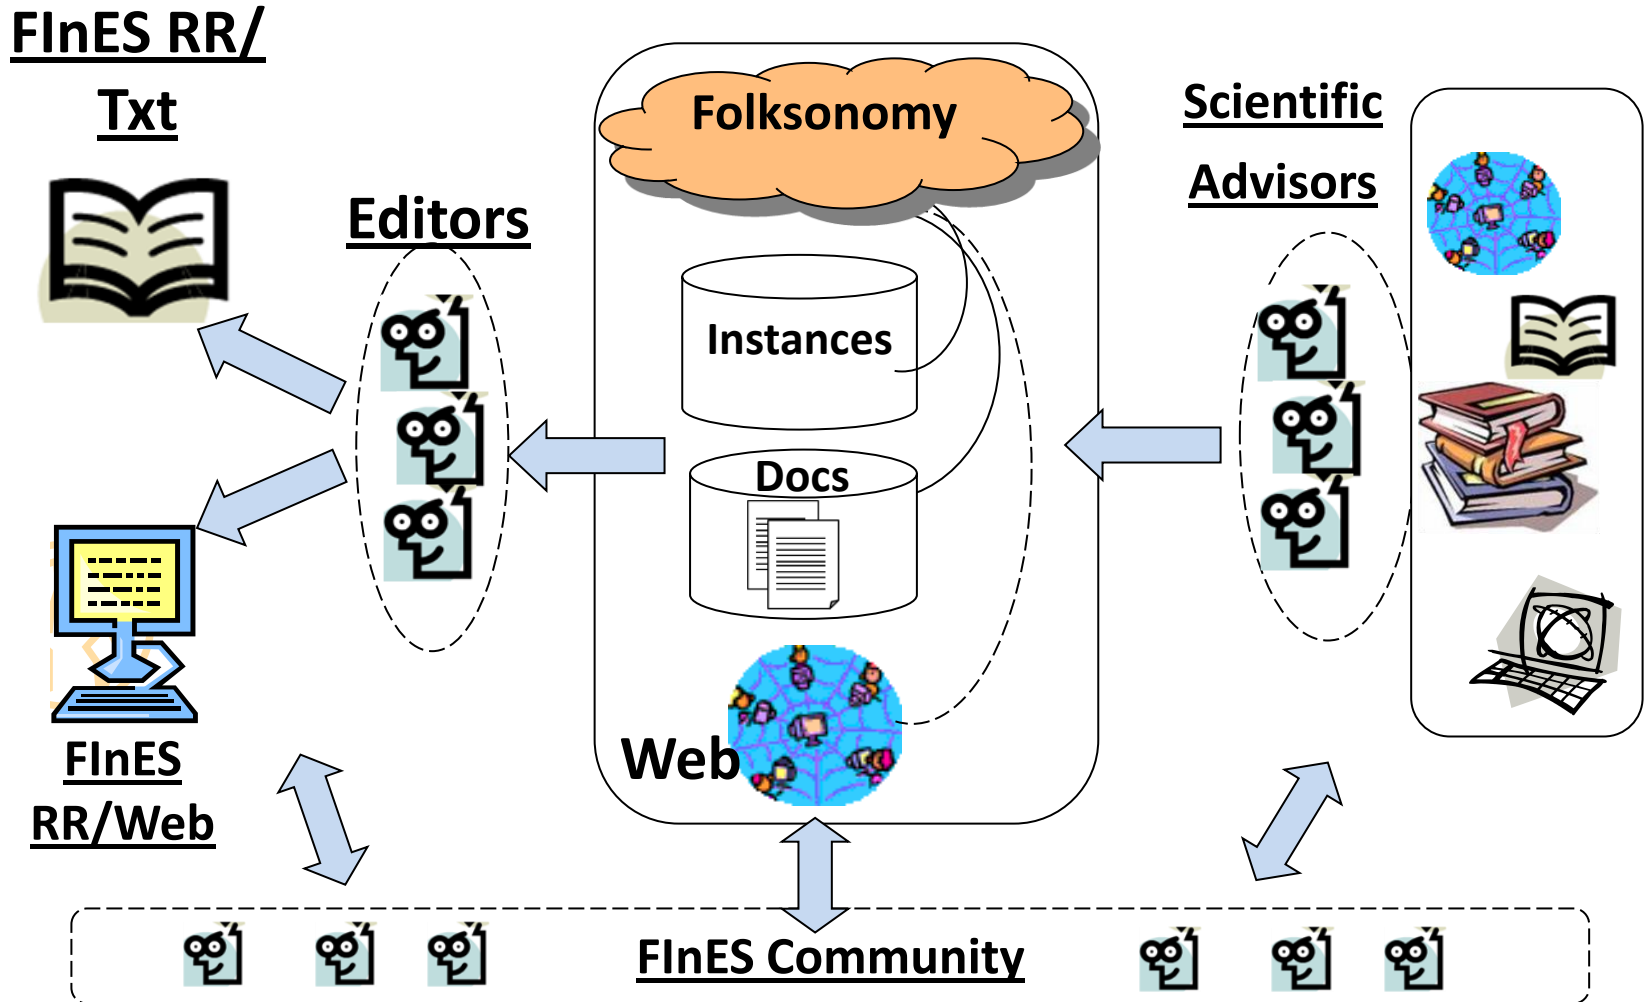 FInES RR/
Txt
Editors
Folksonomy
Instances
Docs
Web
Scientific
Advisors
FInES
RR/Web
FInES Community